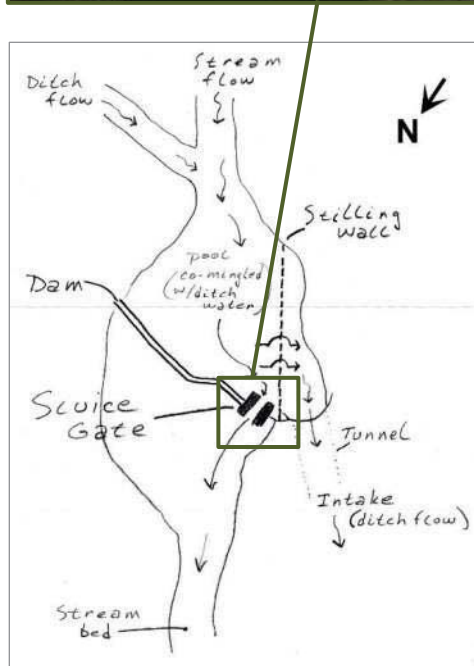 Ditch
flow
Stream
flow
N
Stilling
Wall
pool
(co-mingled
w/ditch
water)
Dam
Scuice
Gate
Tunnel
Intake
(ditch flow)
Stream
bed